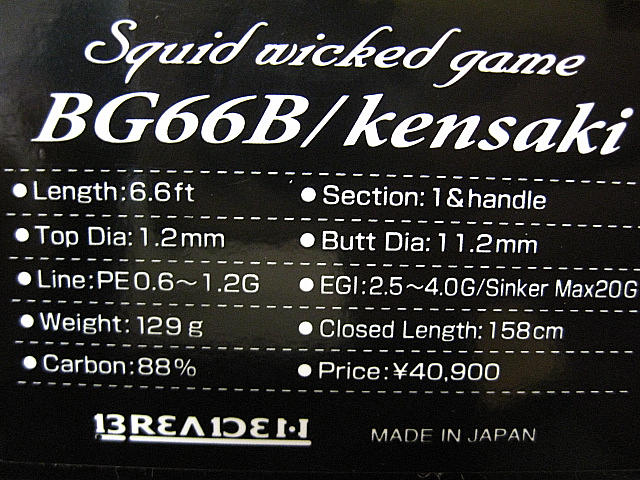 Squid wicked game
BG66B/kensaki
●Length:6.6ft ●Section:1&handle
●Top Dia:1.2mm ●Butt Dia:11.2mm
●Line:PE0.6～1.2G ●EGI:2.5～4.0G/Sinker Max20G
●Weight:129g ●Closed Length:158cm
●Carbon:88% ●Price:¥40,900
BREADEN MADE IN JAPAN